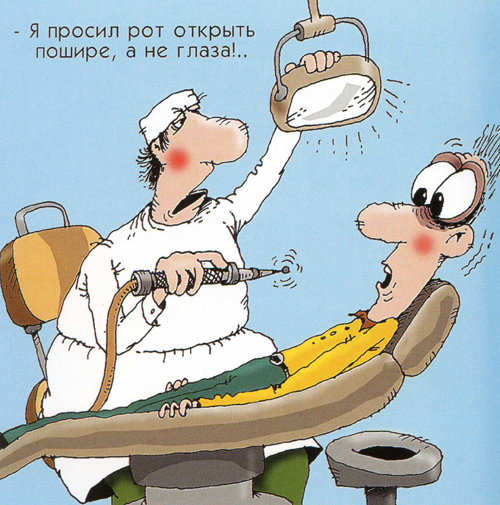 - Я просил рот открыть
пошире, а не глаза!..